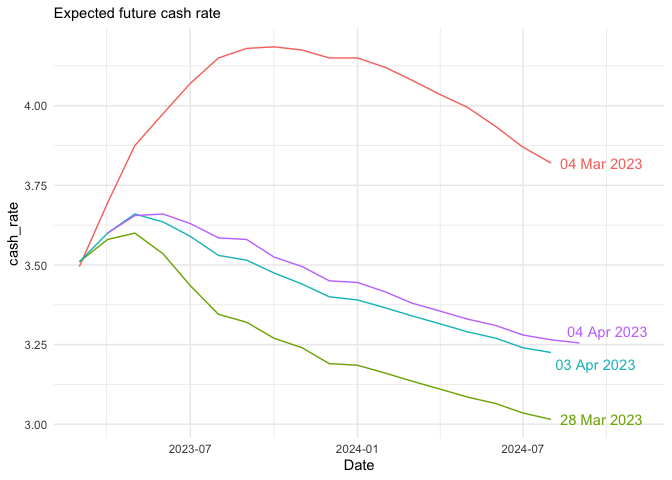 Expected future cash rate
4.00
3.75
3.50
3.25
3.00
cash_rate
04 Mar 2023
04 Apr 2023
03 Apr 2023
28 Mar 2023
2023-07
2024-01
2024-07
Date